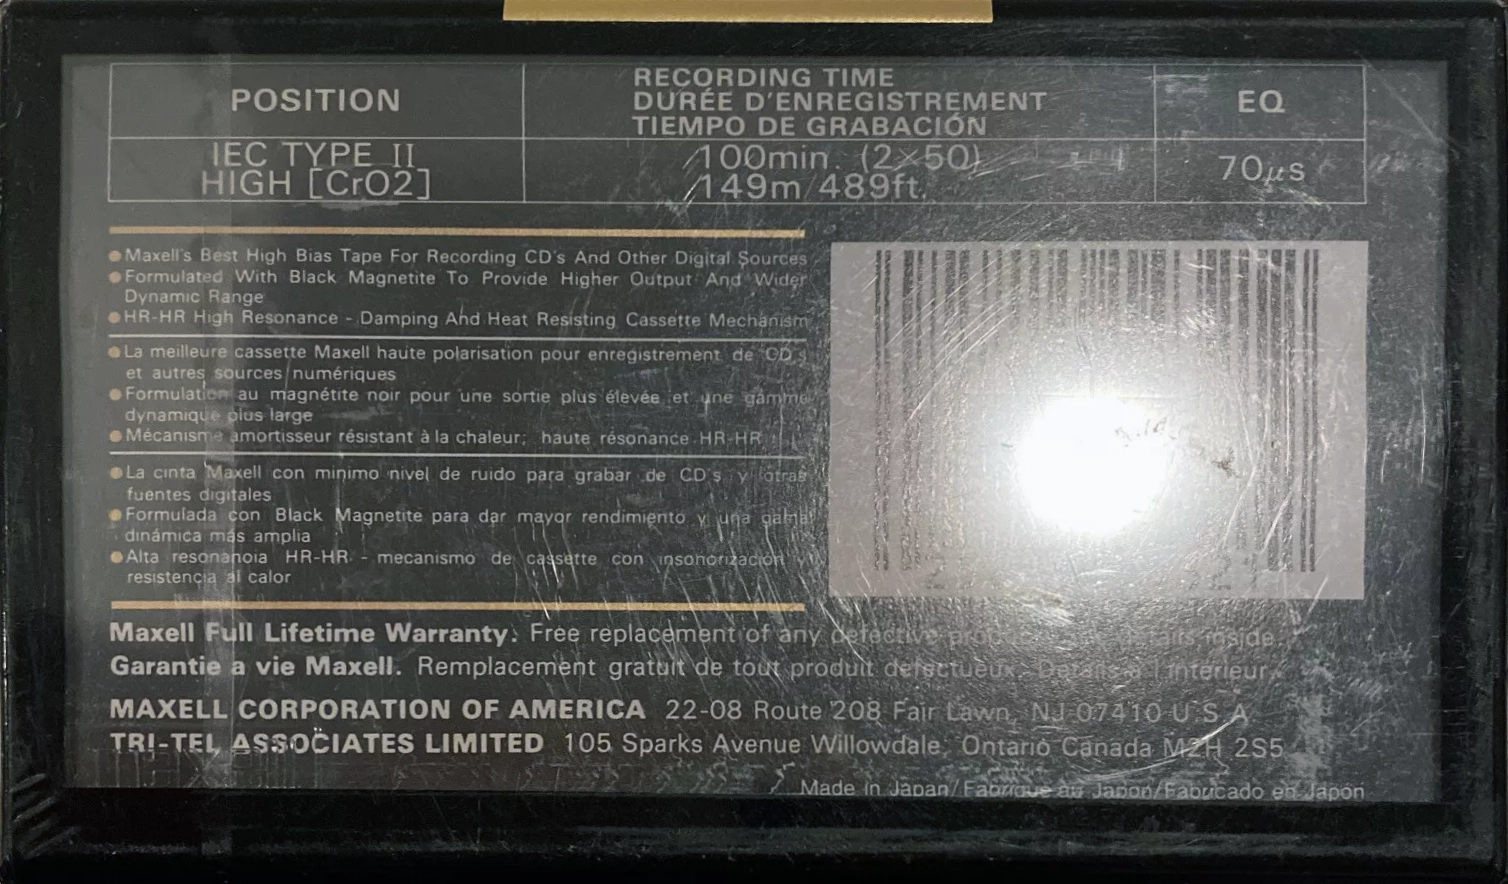 POSITION
RECORDING TIME
DURÉE D'ENREGISTREMENT
TIEMPO DE GRABACIÓN
EQ
IEC TYPE II
HIGH [CrO2]
100min. (2×50)
149m/489ft.
70μs
●Maxell's Best High Bias Tape For Recording CD's And Other Digital Sources
●Formulated With Black Magnetite To Provide Higher Output And Wider
Dynamic Range
●HR-HR High Resonance - Damping And Heat Resisting Cassette Mechanism
●La meilleure cassette Maxell haute polarisation pour enregistrement de CD's
et autres sources numériques
●Formulation au magnétite noir pour une sortie plus élevée et une gamme
dynamique plus large
●Mécanisme amortisseur résistant à la chaleur; haute résonance HR-HR
●La cinta Maxell con minimo nivel de ruido para grabar de CD's y otras
fuentes digitales
●Formulada con Black Magnetite para dar mayor rendimiento y una gama
dinámica más amplia
●Alta resonanoia HR-HR - mecanismo de cassette con insonorización y
resistencia al calor
Maxell Full Lifetime Warranty. Free replacement of any defective inside.
Garantie a vie Maxell. Remplacement gratuit de tout produit defectueux. Details a l'interieur.
MAXELL CORPORATION OF AMERICA 22-08 Route 208 Fair Lawn, NJ 07410 U.S.A
TRI-TEL ASSOCIATES LIMITED 105 Sparks Avenue Willowdale, Ontario Canada M2H 2S5
Made in Japan/Fabriqué au Japon/Fabricado en Japon